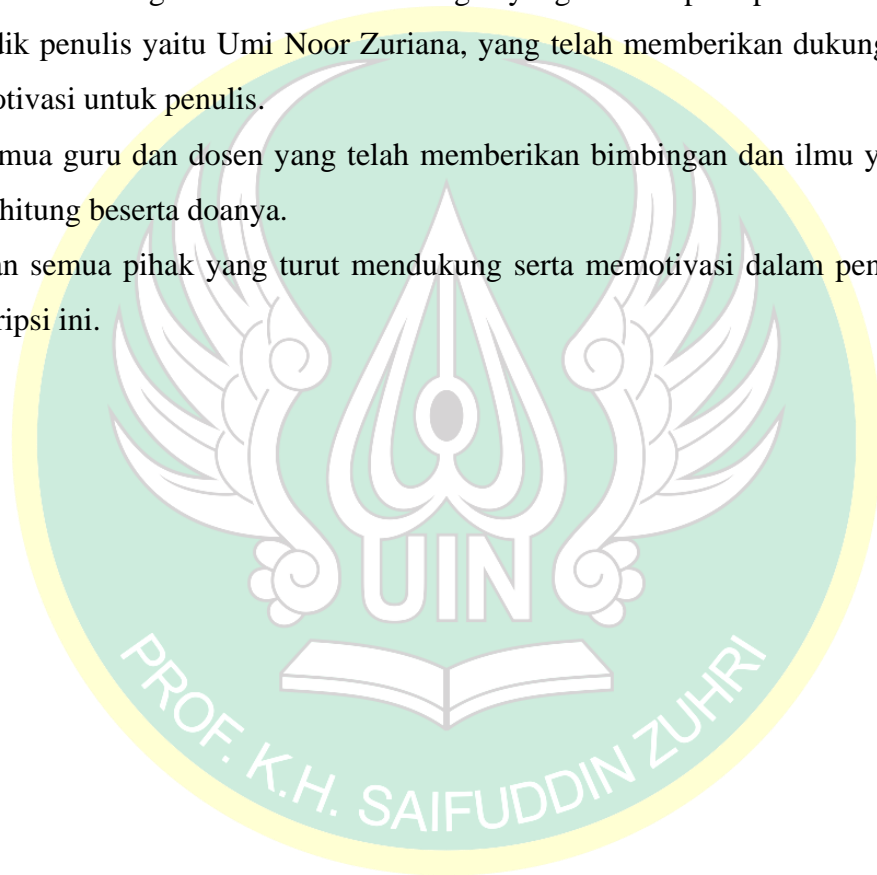 dik penulis yaitu Umi Noor Zuriana, yang telah memberikan dukung
otivasi untuk penulis.
mua guru dan dosen yang telah memberikan bimbingan dan ilmu y
hitung beserta doanya.
an semua pihak yang turut mendukung serta memotivasi dalam pen
ripsi ini.
UIN
PROF. K.H. SAIFUDDIN ZUHRI